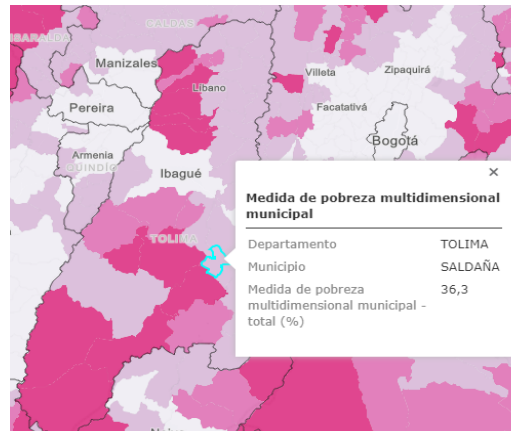 CALDAS
Manizales
Líbano
Villeta
Zipaquirá
Pereira
Facatativá
Bogotá
Armenia
QUINDÍO
Ibagué
TOLIMA
×
Medida de pobreza multidimensional
municipal
Departamento TOLIMA
Municipio SALDAÑA
Medida de pobreza 36,3
multidimensional municipal -
total (%)